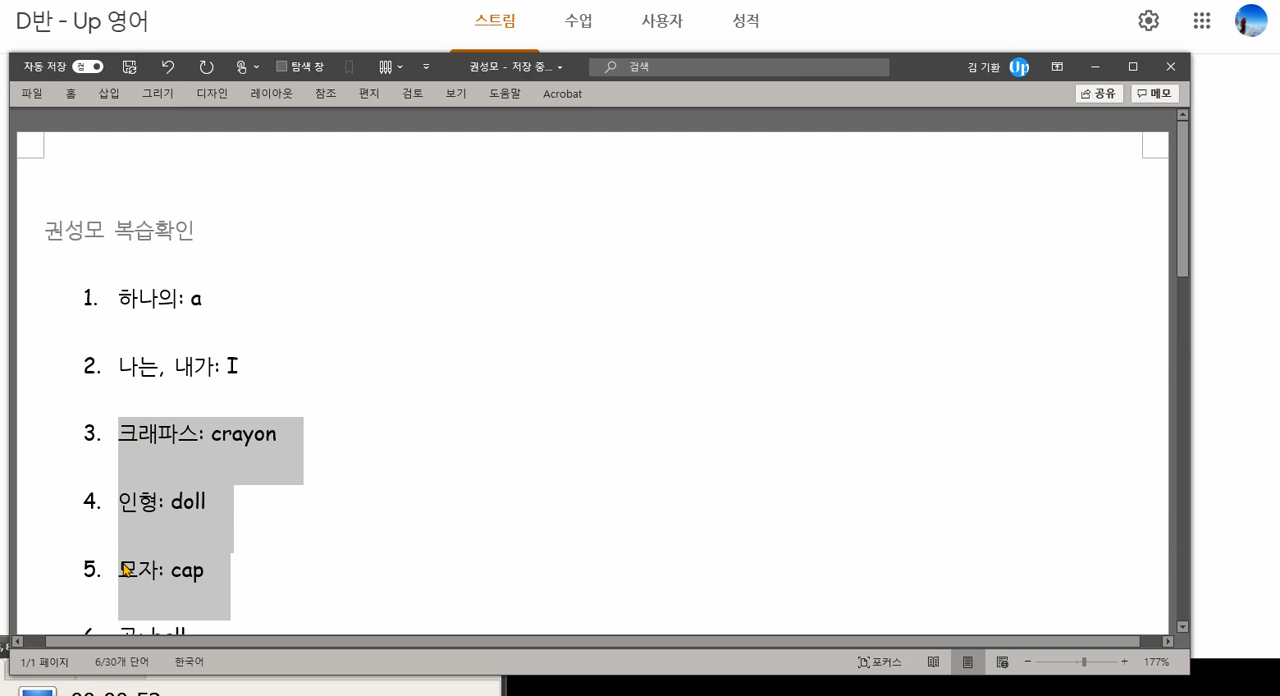 D반 - Up 영어
스트림 수업 사용자 성적
자동 저장 컴 권성모 - 저장 중... 검색 김 기환 Up
탐색 창
파일 홈 삽입 그리기 디자인 레이아웃 참조 편지 검토 보기 도움말 Acrobat 공유 메모
권성모 복습확인
1. 하나의: a
2. 나는, 내가: I
3. 크래파스: crayon
4. 인형: doll
5. 모자: cap
1/1 페이지 6/30개 단어 한국어 포커스 177%